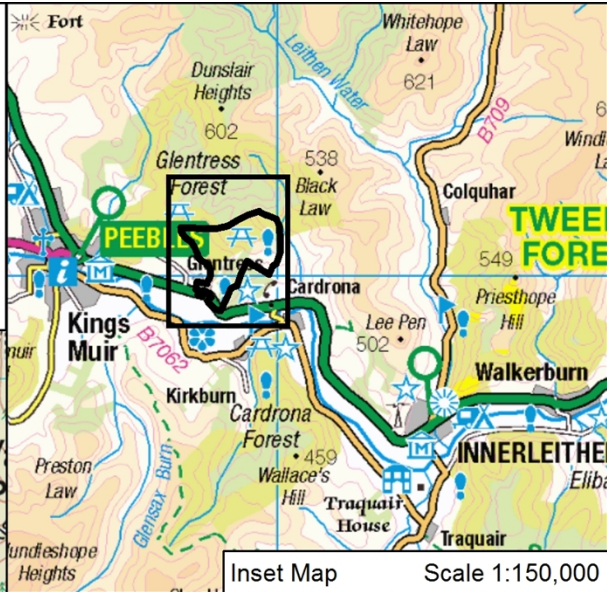 Fort
Whitehope
Law
621
Leithen Water
Dunslair
Heights
602
B709
Glentress
Forest
538
Black
Law
Colquhar
PEEBLES
TWEE
FORE
549
Glentress
Cardrona
Priesthope
Hill
Kings
Muir
B7062
Lee Pen
502
Walkerburn
Kirkburn
Cardrona
Forest
459
Wallace's
Hill
INNERLEITHE
Preston
Law
Glensax Burn
Traquair
House
Traquair
undieshope
Heights
Inset Map
Scale 1:150,000